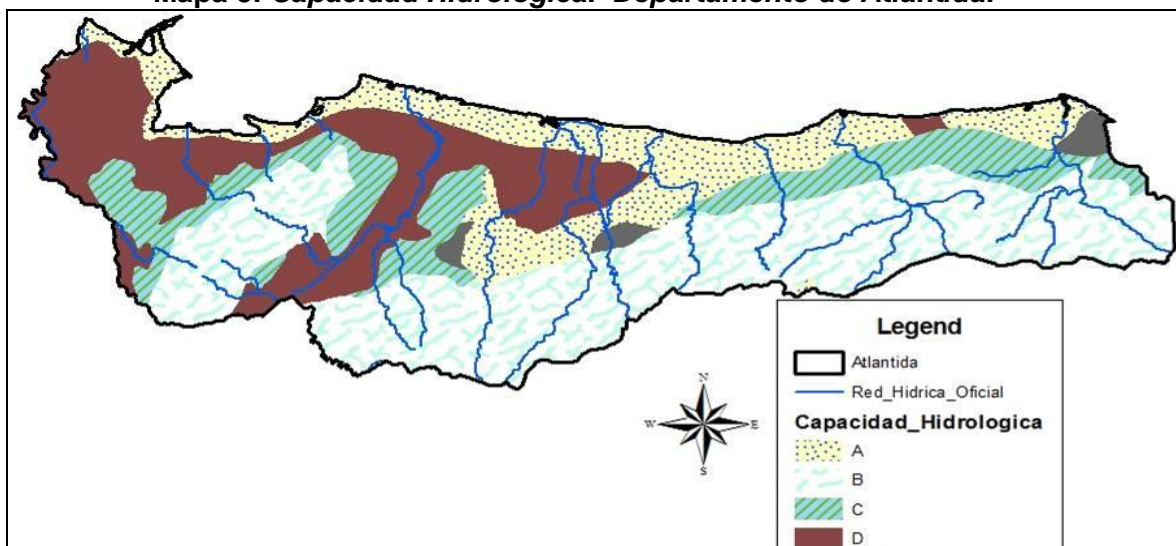 Mapa 6. Capacidad Hidrológica. Departamento de Atlántida.
Legend
Atlantida
Red_Hidrica_Oficial
Capacidad_Hidrologica
A
B
C
D
N
W
E
S